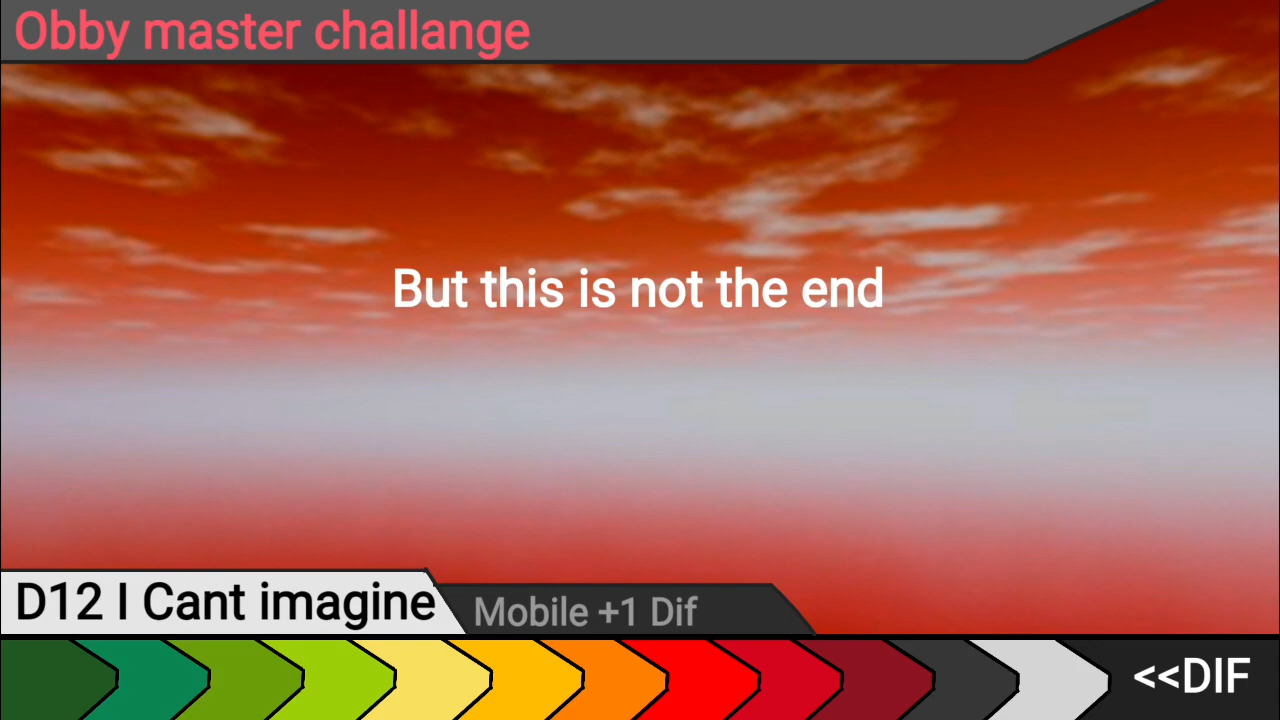 Obby master challange
But this is not the end
D12 I Cant imagine
Mobile +1 Dif
<<DIF